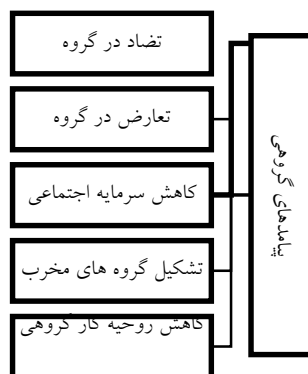 پیامدهای گروهی
تضاد در گروه
تعارض در گروه
کاهش سرمایه اجتماعی
تشکیل گروه های مخرب
کاهش روحیه کار گروهی